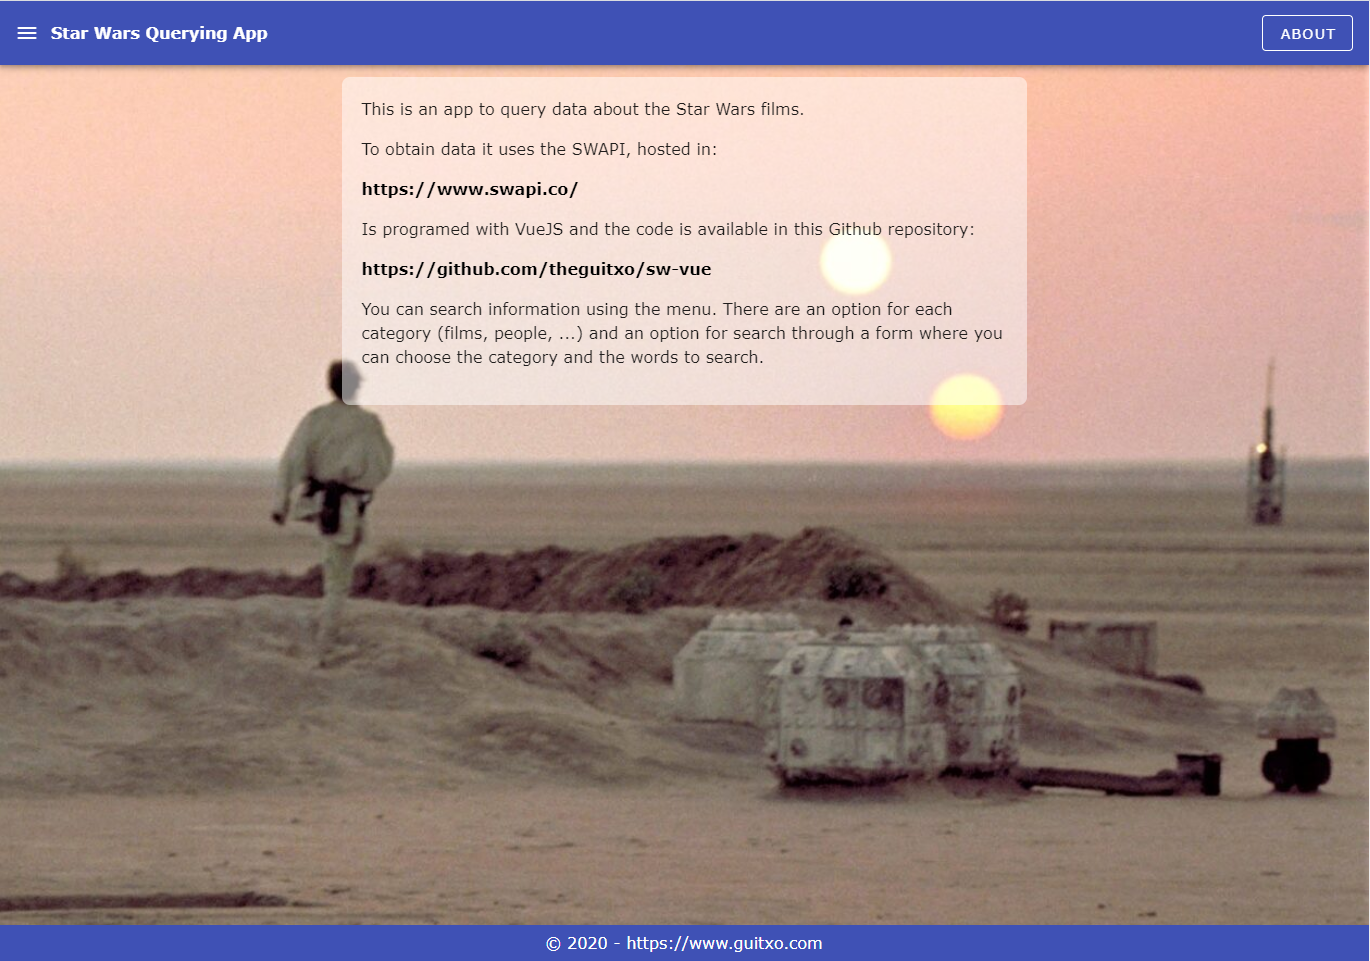 Star Wars Querying App
ABOUT
This is an app to query data about the Star Wars films.
To obtain data it uses the SWAPI, hosted in:
https://www.swapi.co/
Is programed with VueJS and the code is available in this Github repository:
https://github.com/theguitxo/sw-vue
You can search information using the menu. There are an option for each
category (films, people, ...) and an option for search through a form where you
can choose the category and the words to search.
© 2020 - https://www.guitxo.com